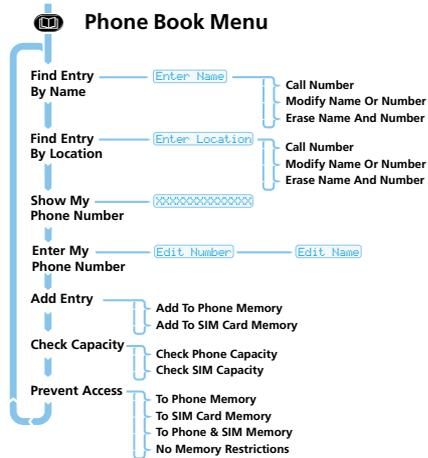 Phone Book Menu
Find Entry
By Name
Enter Name
Call Number
Modify Name Or Number
Erase Name And Number
Find Entry
By Location
Enter Location
Call Number
Modify Name Or Number
Erase Name And Number
Show My
Phone Number
XXXXXXXXXXXXX
Enter My
Phone Number
Edit Number
Edit Name
Add Entry
Add To Phone Memory
Add To SIM Card Memory
Check Capacity
Check Phone Capacity
Check SIM Capacity
Prevent Access
To Phone Memory
To SIM Card Memory
To Phone & SIM Memory
No Memory Restrictions